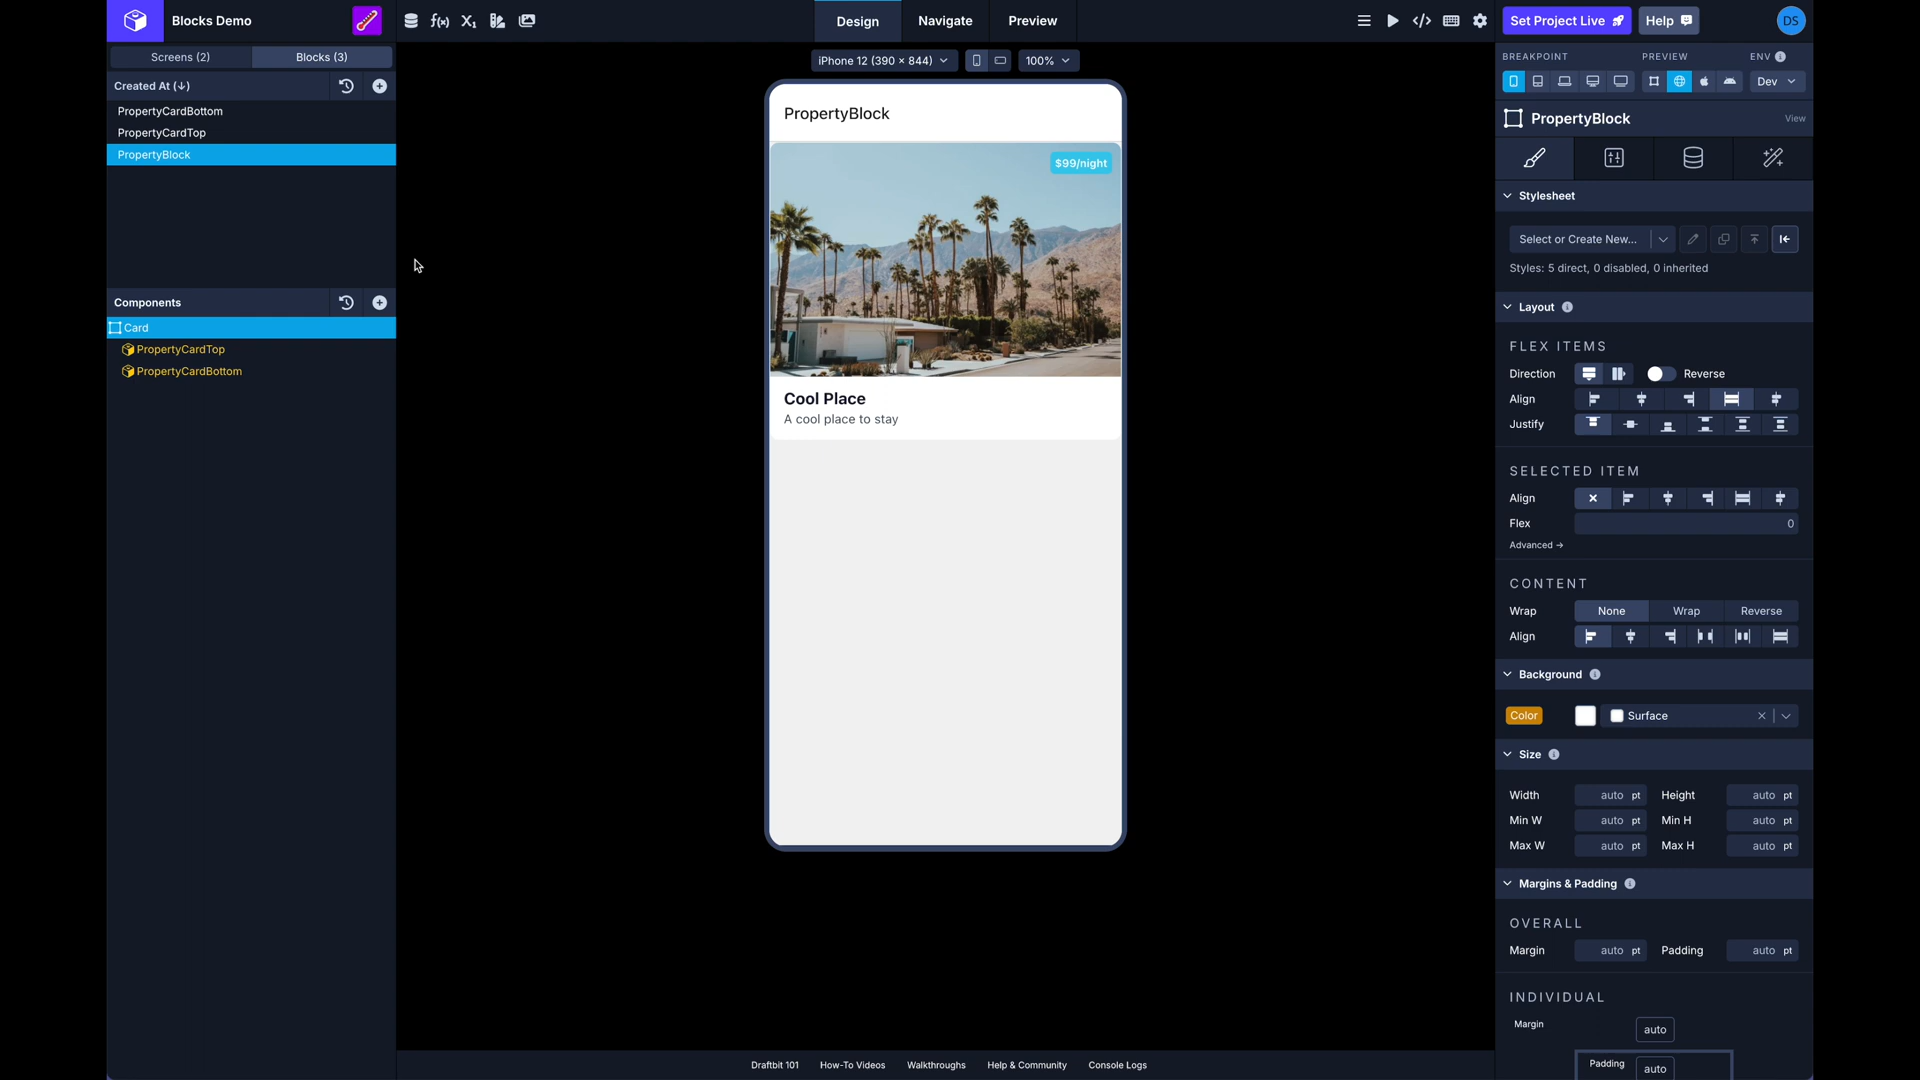 Blocks Demo
f(x)
X₁
Design
Navigate
Preview
Set Project Live
Help
DS
Screens (2)
Blocks (3)
iPhone 12 (390 × 844)
100%
BREAKPOINT
PREVIEW
ENV
Dev
Created At (↓)
PropertyCardBottom
PropertyCardTop
PropertyBlock
Components
Card
PropertyCardTop
PropertyCardBottom
PropertyBlock
$99/night
Cool Place
A cool place to stay
PropertyBlock
View
Stylesheet
Select or Create New...
Styles: 5 direct, 0 disabled, 0 inherited
Layout
FLEX ITEMS
Direction
Reverse
Align
Justify
SELECTED ITEM
Align
Flex
0
Advanced →
CONTENT
Wrap
None
Wrap
Reverse
Align
Background
Color
Surface
Size
Width auto pt Height auto pt
Min W auto pt Min H auto pt
Max W auto pt Max H auto pt
Margins & Padding
OVERALL
Margin auto pt Padding auto pt
INDIVIDUAL
Margin
auto
Padding
auto
Draftbit 101
How-To Videos
Walkthroughs
Help & Community
Console Logs